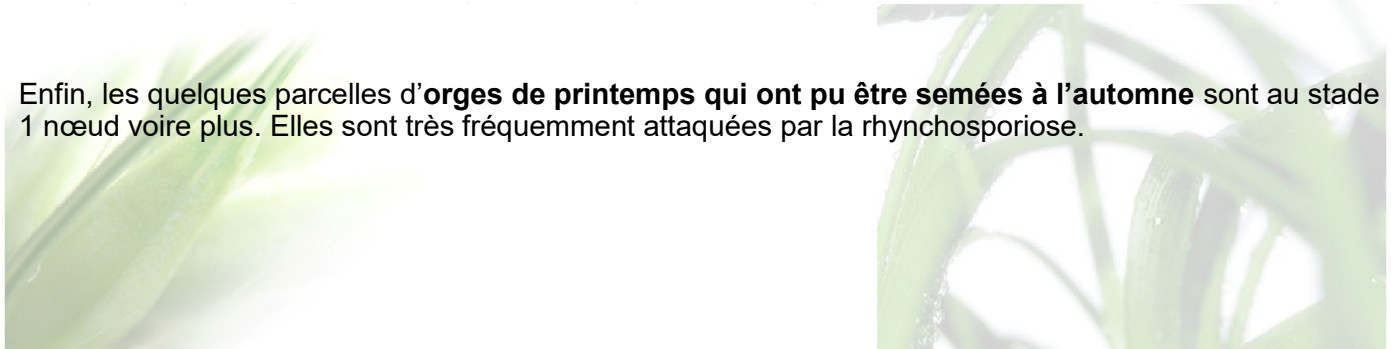 Enfin, les quelques parcelles d’orges de printemps qui ont pu être semées à l’automne sont au stade
1 nœud voire plus. Elles sont très fréquemment attaquées par la rhynchosporiose.